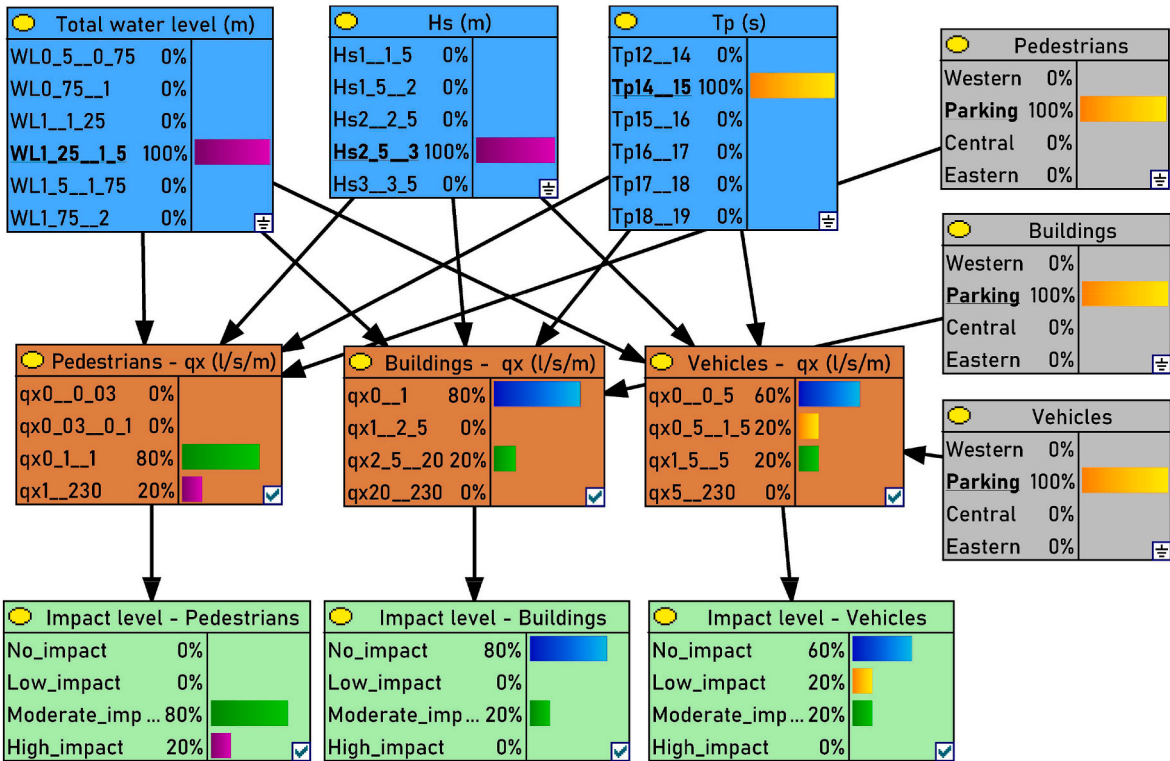 Total water level (m)
WL0_5__0_75 0%
WL0_75__1 0%
WL1__1_25 0%
WL1_25__1_5 100%
WL1_5__1_75 0%
WL1_75__2 0%
Hs (m)
Hs1__1_5 0%
Hs1_5__2 0%
Hs2__2_5 0%
Hs2_5__3 100%
Hs3__3_5 0%
Tp (s)
Tp12__14 0%
Tp14__15 100%
Tp15__16 0%
Tp16__17 0%
Tp17__18 0%
Tp18__19 0%
Pedestrians
Western 0%
Parking 100%
Central 0%
Eastern 0%
Buildings
Western 0%
Parking 100%
Central 0%
Eastern 0%
Vehicles
Western 0%
Parking 100%
Central 0%
Eastern 0%
Pedestrians - qx (l/s/m)
qx0__0_03 0%
qx0_03__0_1 0%
qx0_1__1 80%
qx1__230 20%
Buildings - qx (l/s/m)
qx0__1 80%
qx1__2_5 0%
qx2_5__20 20%
qx20__230 0%
Vehicles - qx (l/s/m)
qx0__0_5 60%
qx0_5__1_5 20%
qx1_5__5 20%
qx5__230 0%
Impact level - Pedestrians
No_impact 0%
Low_impact 0%
Moderate_imp ... 80%
High_impact 20%
Impact level - Buildings
No_impact 80%
Low_impact 0%
Moderate_imp ... 20%
High_impact 0%
Impact level - Vehicles
No_impact 60%
Low_impact 20%
Moderate_imp ... 20%
High_impact 0%